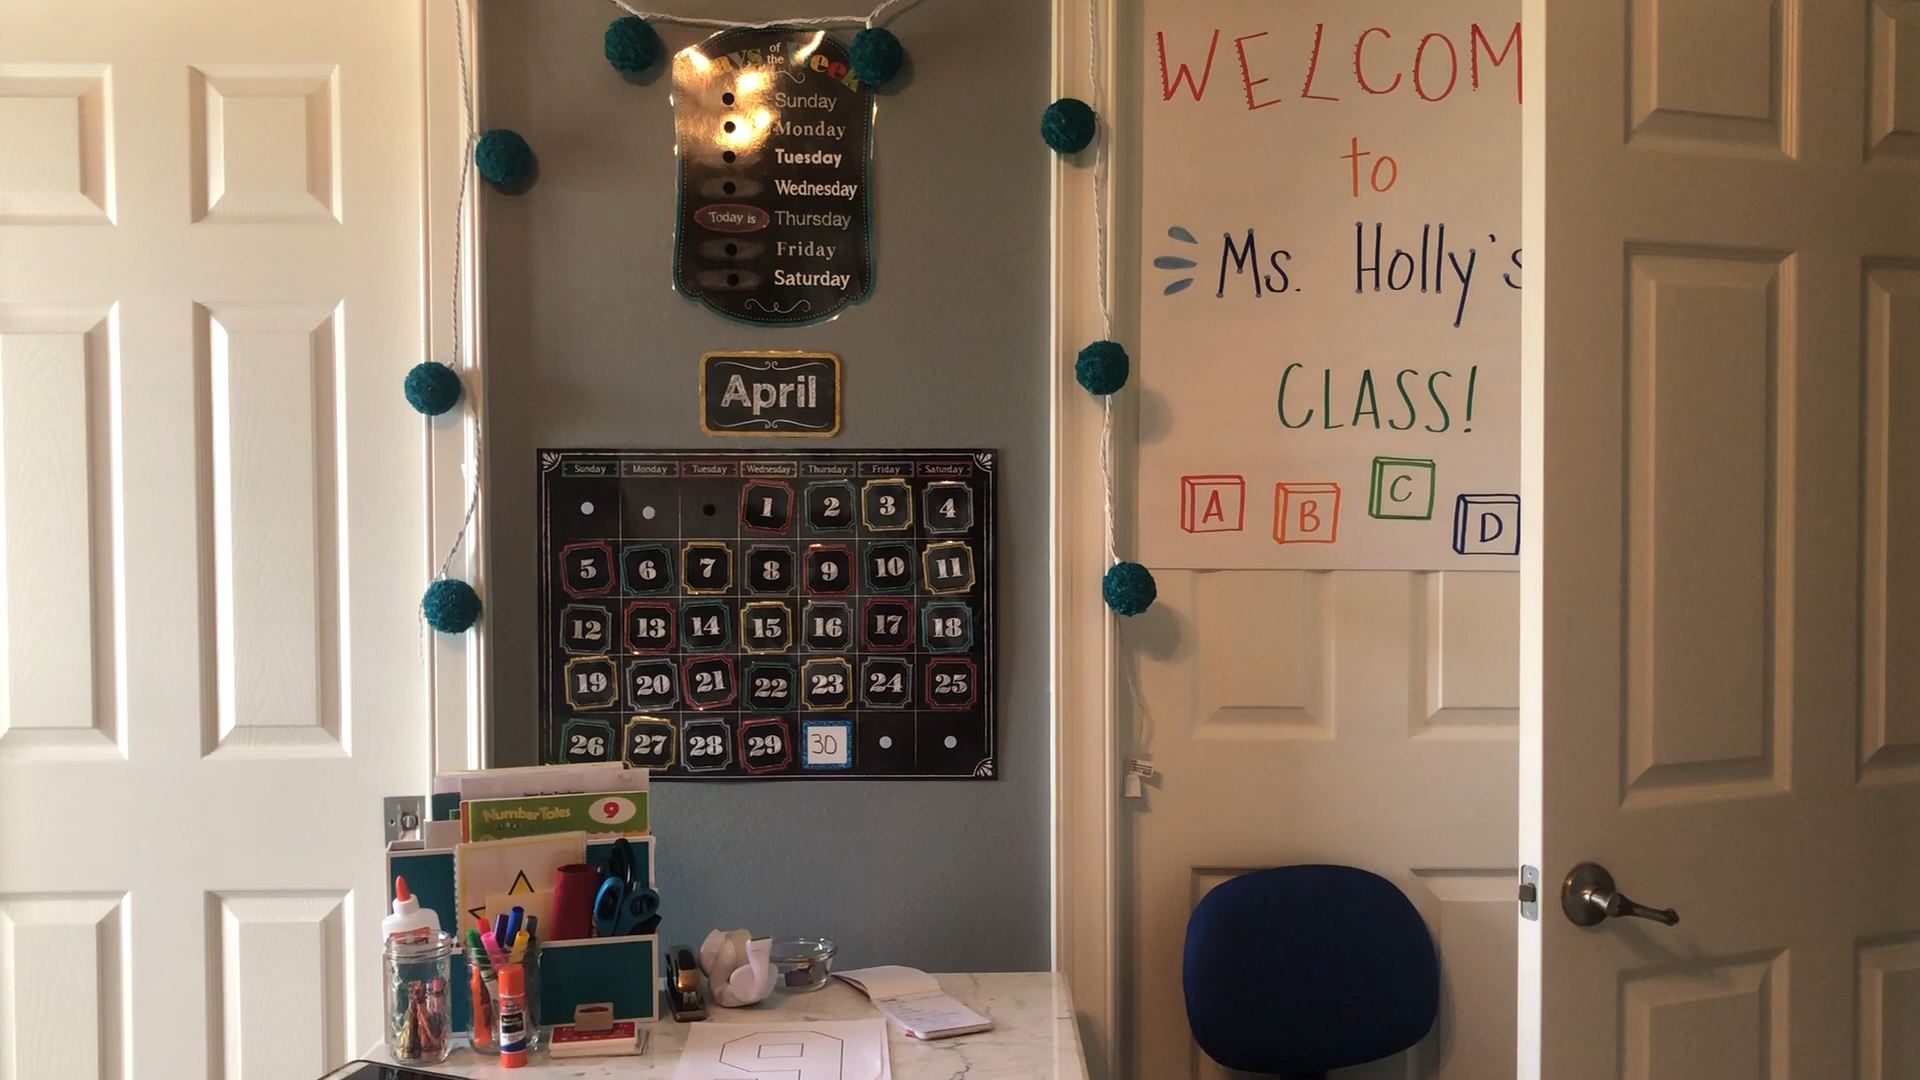 of
the Week
Sunday
Monday
Tuesday
Wednesday
Today is Thursday
Friday
Saturday
April
Sunday Monday Tuesday Wednesday Thursday Friday Saturday
1 2 3 4
5 6 7 8 9 10 11
12 13 14 15 16 17 18
19 20 21 22 23 24 25
26 27 28 29 30
WELCOM
to
Ms. Holly's
CLASS!
A B C D
Number Tales 9
9